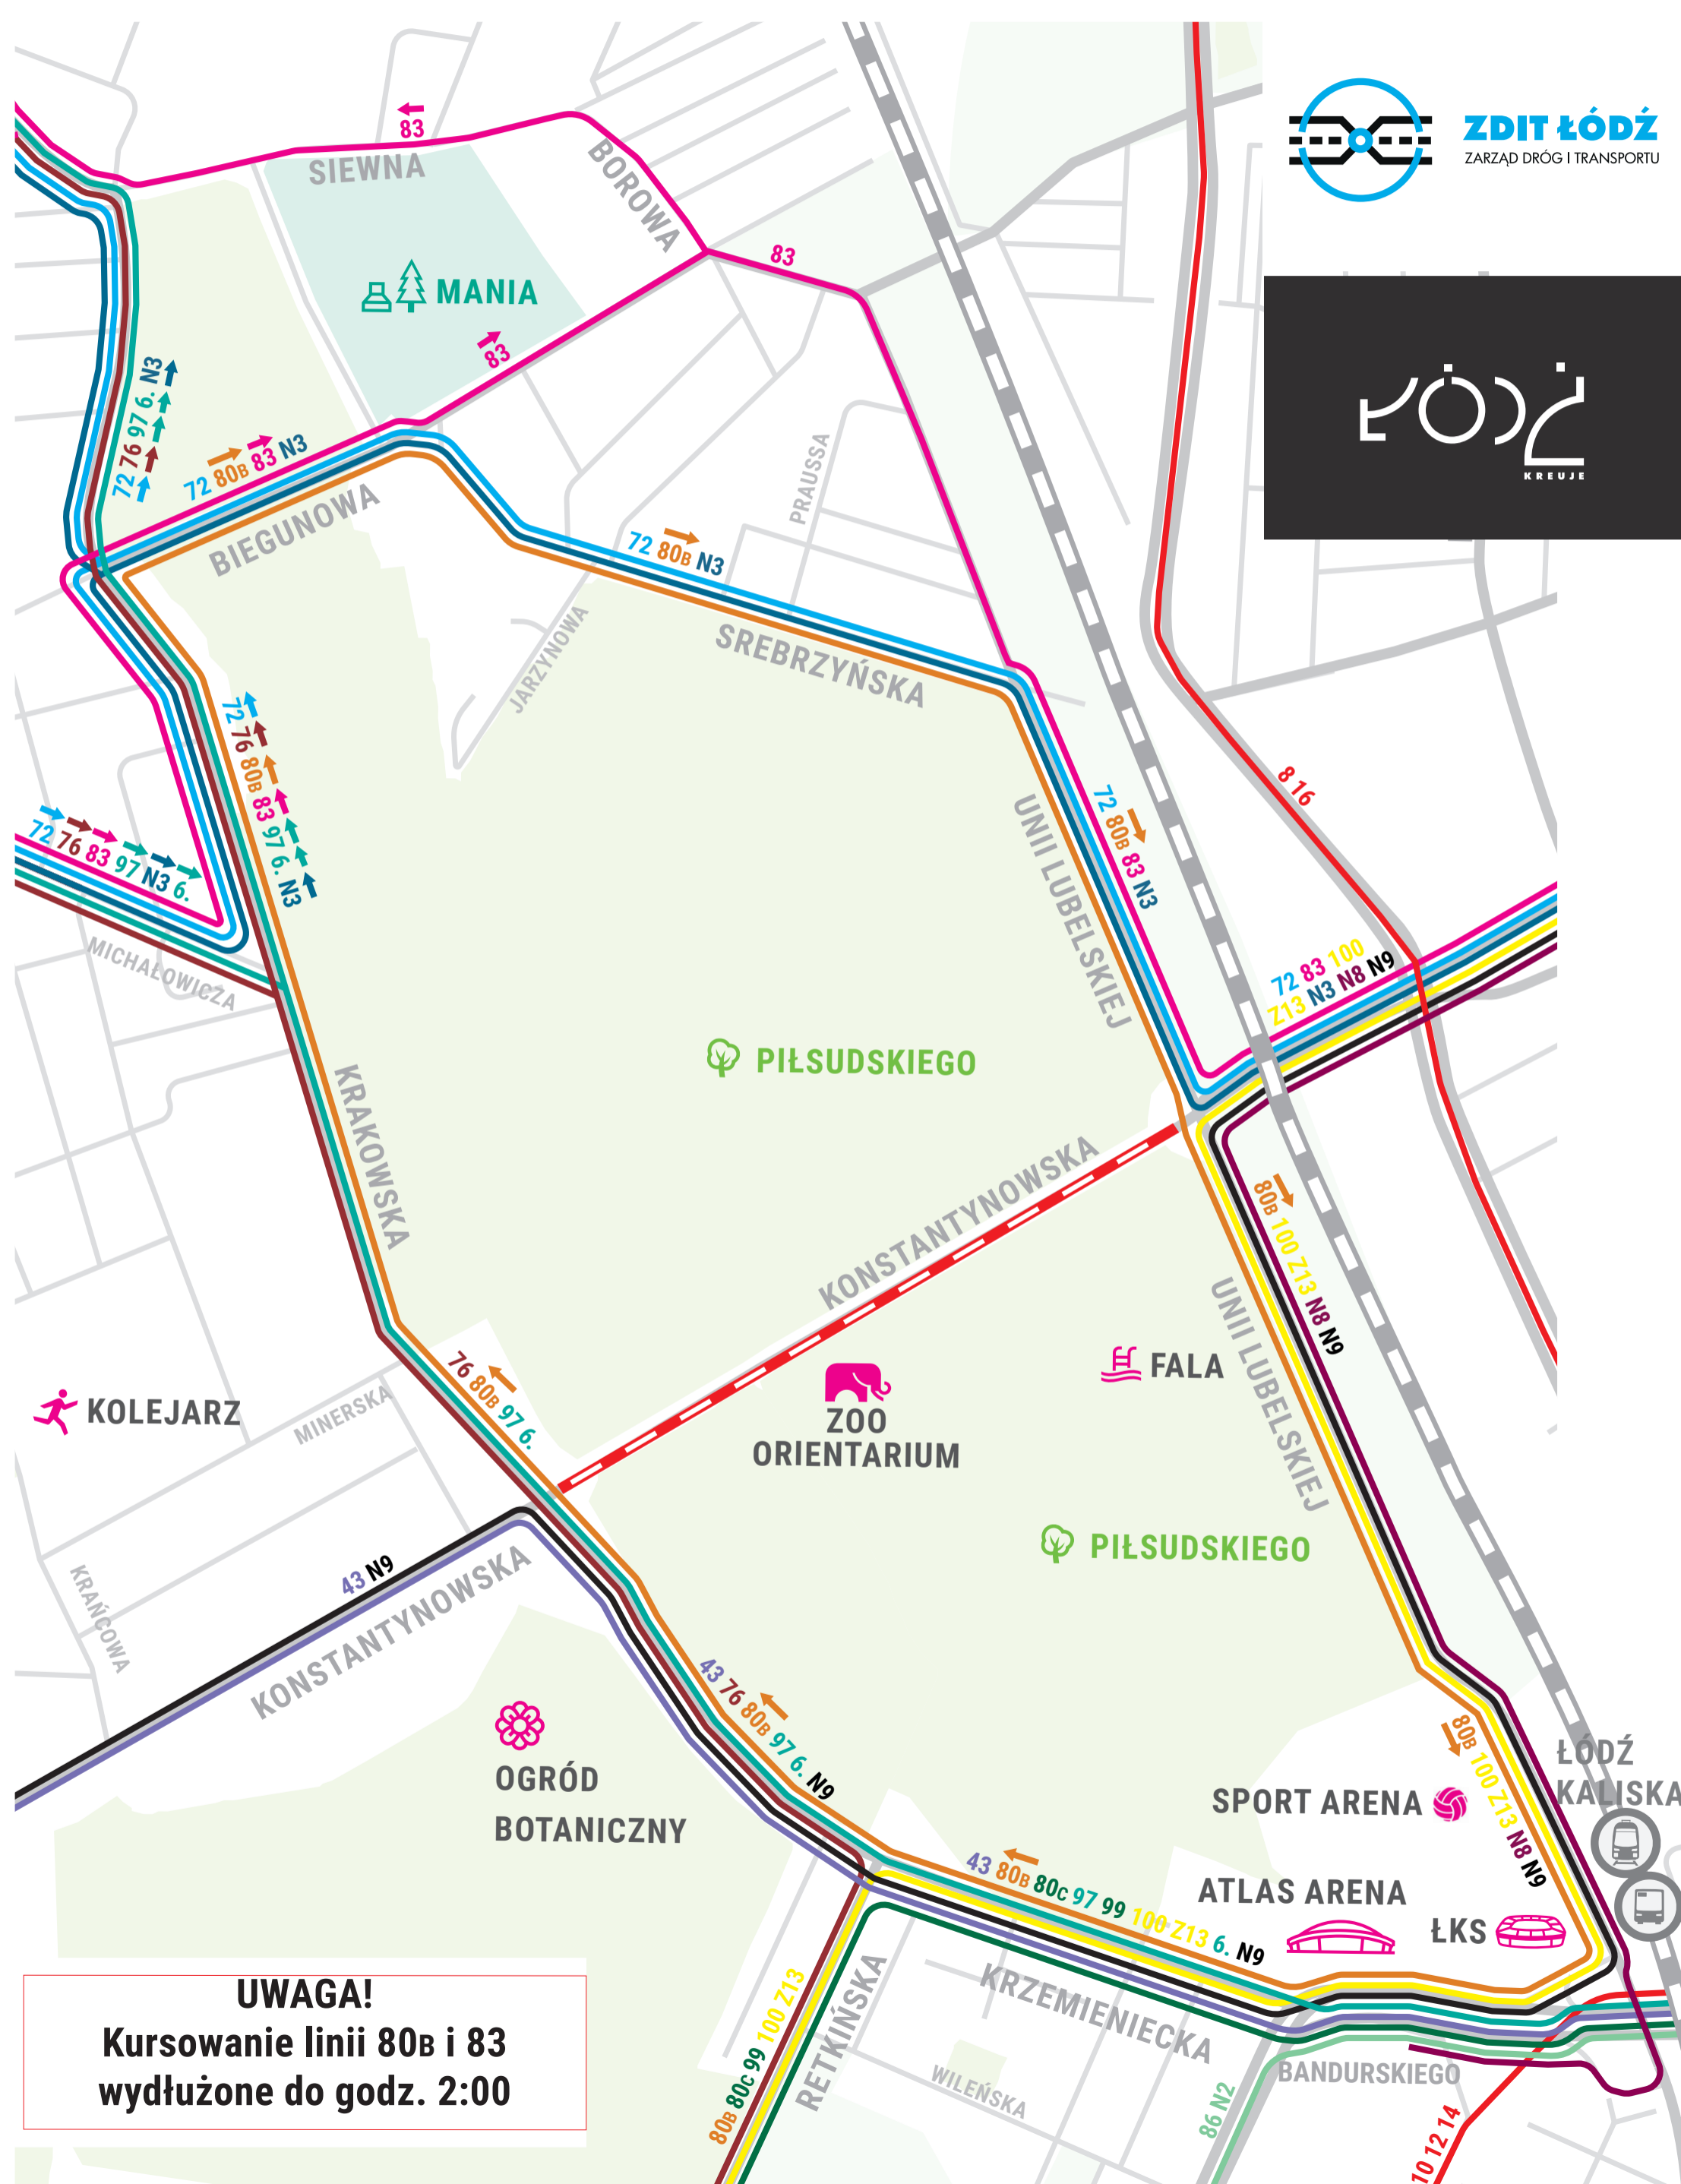 ZDIT ŁÓDŹ
ZARZĄD DRÓG I TRANSPORTU
ŁÓDŹ
KREUJE
83
SIEWNA
BOROWA
83
MANIA
83
72 76 97 6. N3
72 80B 83 N3
BIEGUNOWA
PRAUSSA
72 80B N3
SREBRZYŃSKA
JARZYNOWA
72 76 80B 83 97 6. N3
72 76 83 97 N3 6.
MICHAŁOWICZA
8 16
72 80B 83 N3
UNII LUBELSKIEJ
72 83 100
Z13 N3 N8 N9
PIŁSUDSKIEGO
KRAKOWSKA
KONSTANTYNOWSKA
80B 100 Z13 N8 N9
UNII LUBELSKIEJ
FALA
ZOO
ORIENTARIUM
KOLEJARZ
MINERSKA
76 80B 97 6.
PIŁSUDSKIEGO
43 N9
KONSTANTYNOWSKA
KRAŃCOWA
43 76 80B 97 6. N9
OGRÓD
BOTANICZNY
80B 100 Z13 N8 N9
ŁÓDŹ
KALISKA
SPORT ARENA
ATLAS ARENA
ŁKS
43 80B 80C 97 99 100 Z13 6. N9
KRZEMIENIECKA
RETKIŃSKA
80B 80C 99 100 Z13
WILEŃSKA
BANDURSKIEGO
86 N2
10 12 14
UWAGA!
Kursowanie linii 80B i 83
wydłużone do godz. 2:00